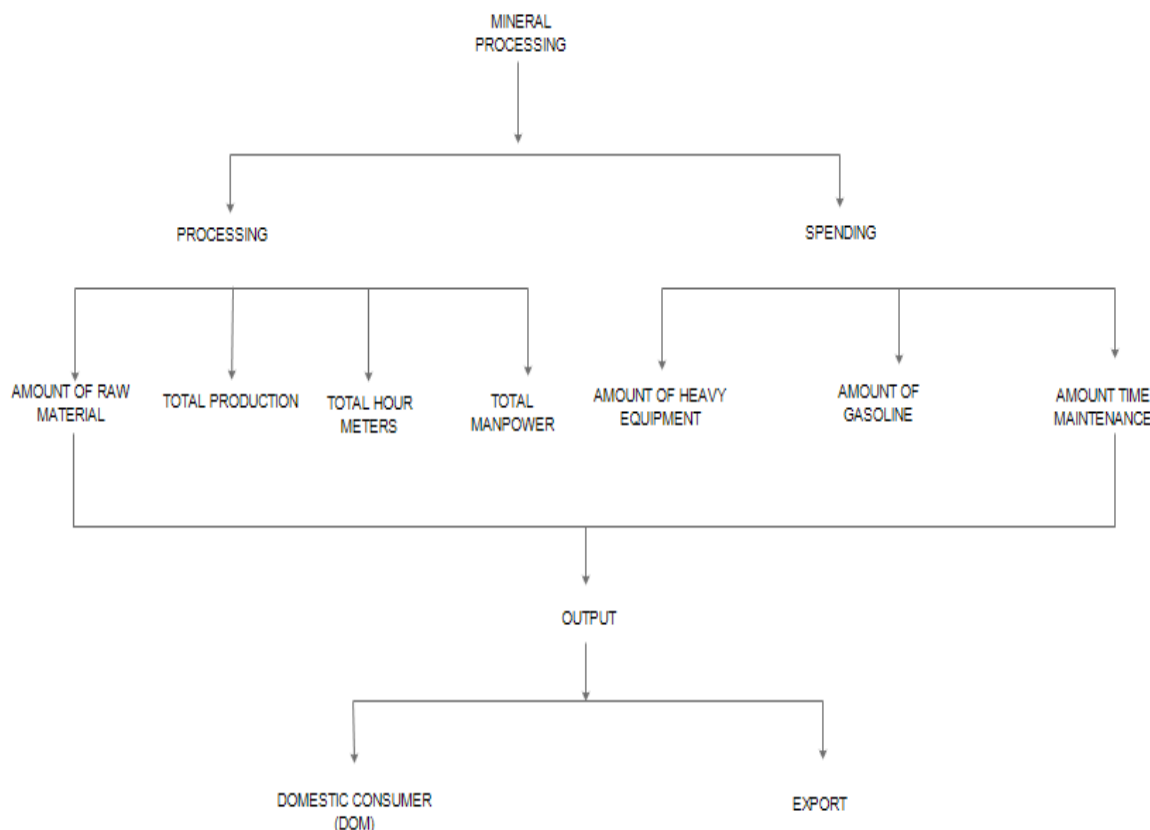 MINERAL
PROCESSING
PROCESSING
SPENDING
AMOUNT OF RAW
MATERIAL
TOTAL PRODUCTION
TOTAL HOUR
METERS
TOTAL
MANPOWER
AMOUNT OF HEAVY
EQUIPMENT
AMOUNT OF
GASOLINE
AMOUNT TIME
MAINTENANCE
OUTPUT
DOMESTIC CONSUMER
(DOM)
EXPORT